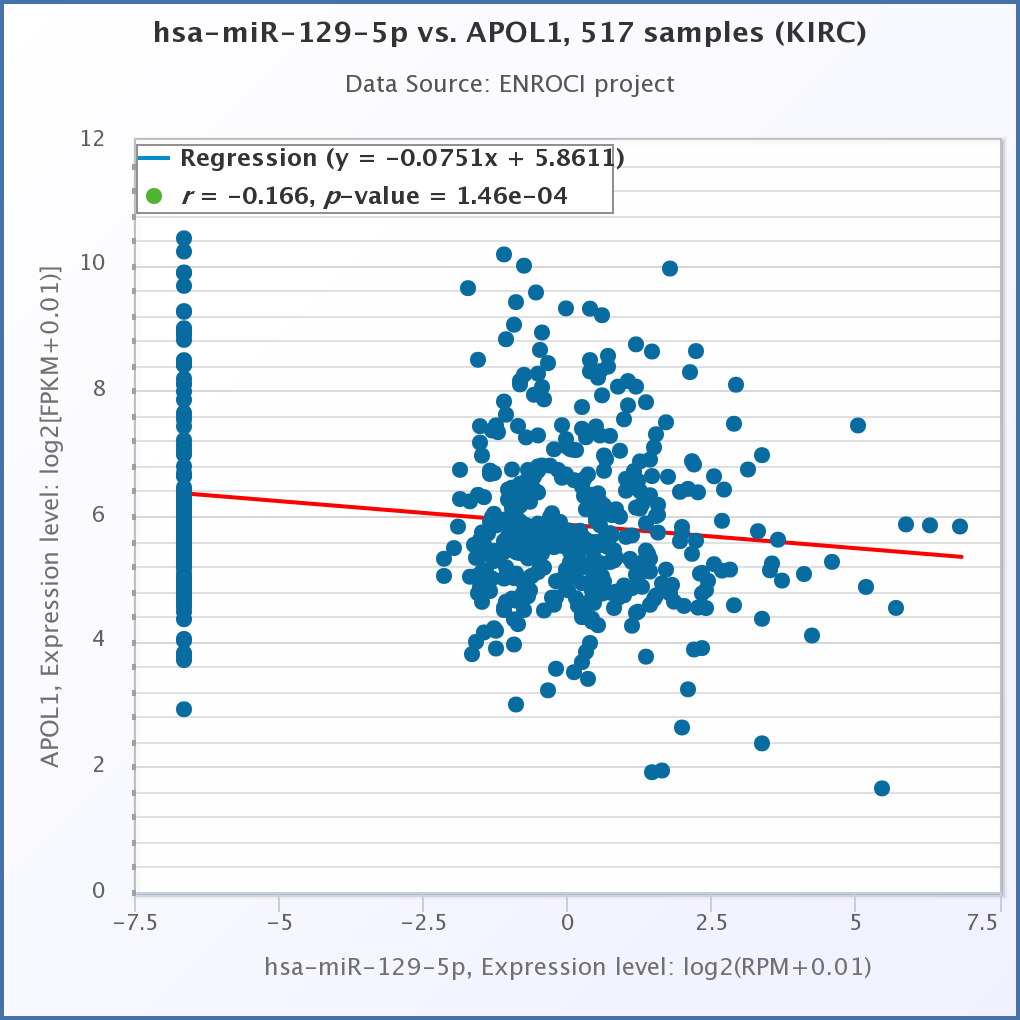 hsa-miR-129-5p vs. APOL1, 517 samples (KIRC)
Data Source: ENROCI project
Regression (y = -0.0751x + 5.8611)
r = -0.166, p-value = 1.46e-04
APOL1, Expression level: log2[FPKM+0.01)]
12
10
8
6
4
2
0
-7.5 -5 -2.5 0 2.5 5 7.5
hsa-miR-129-5p, Expression level: log2(RPM+0.01)